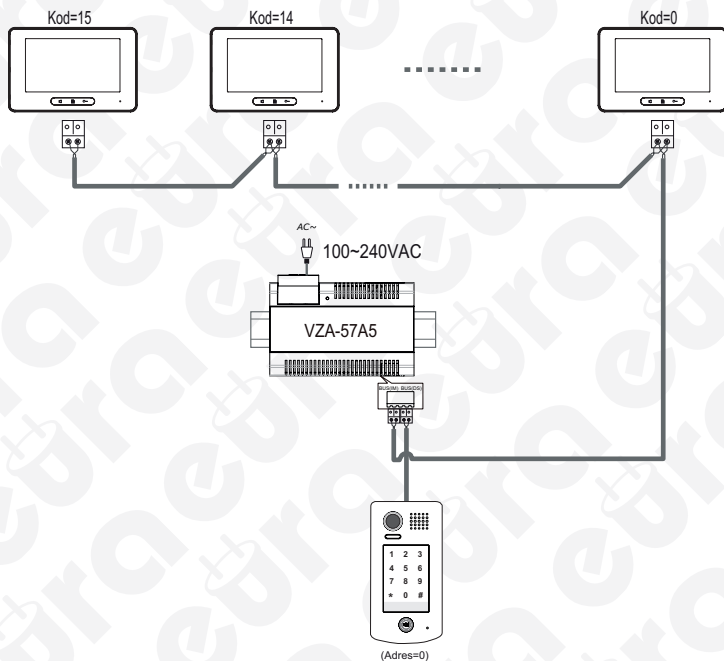 Kod=15 Kod=14 Kod=0
AC~
100~240VAC
VZA-57A5
BUS(IM) BUS(DS)
1 2 3
4 5 6
7 8 9
* 0 #
(Adres=0)
eura